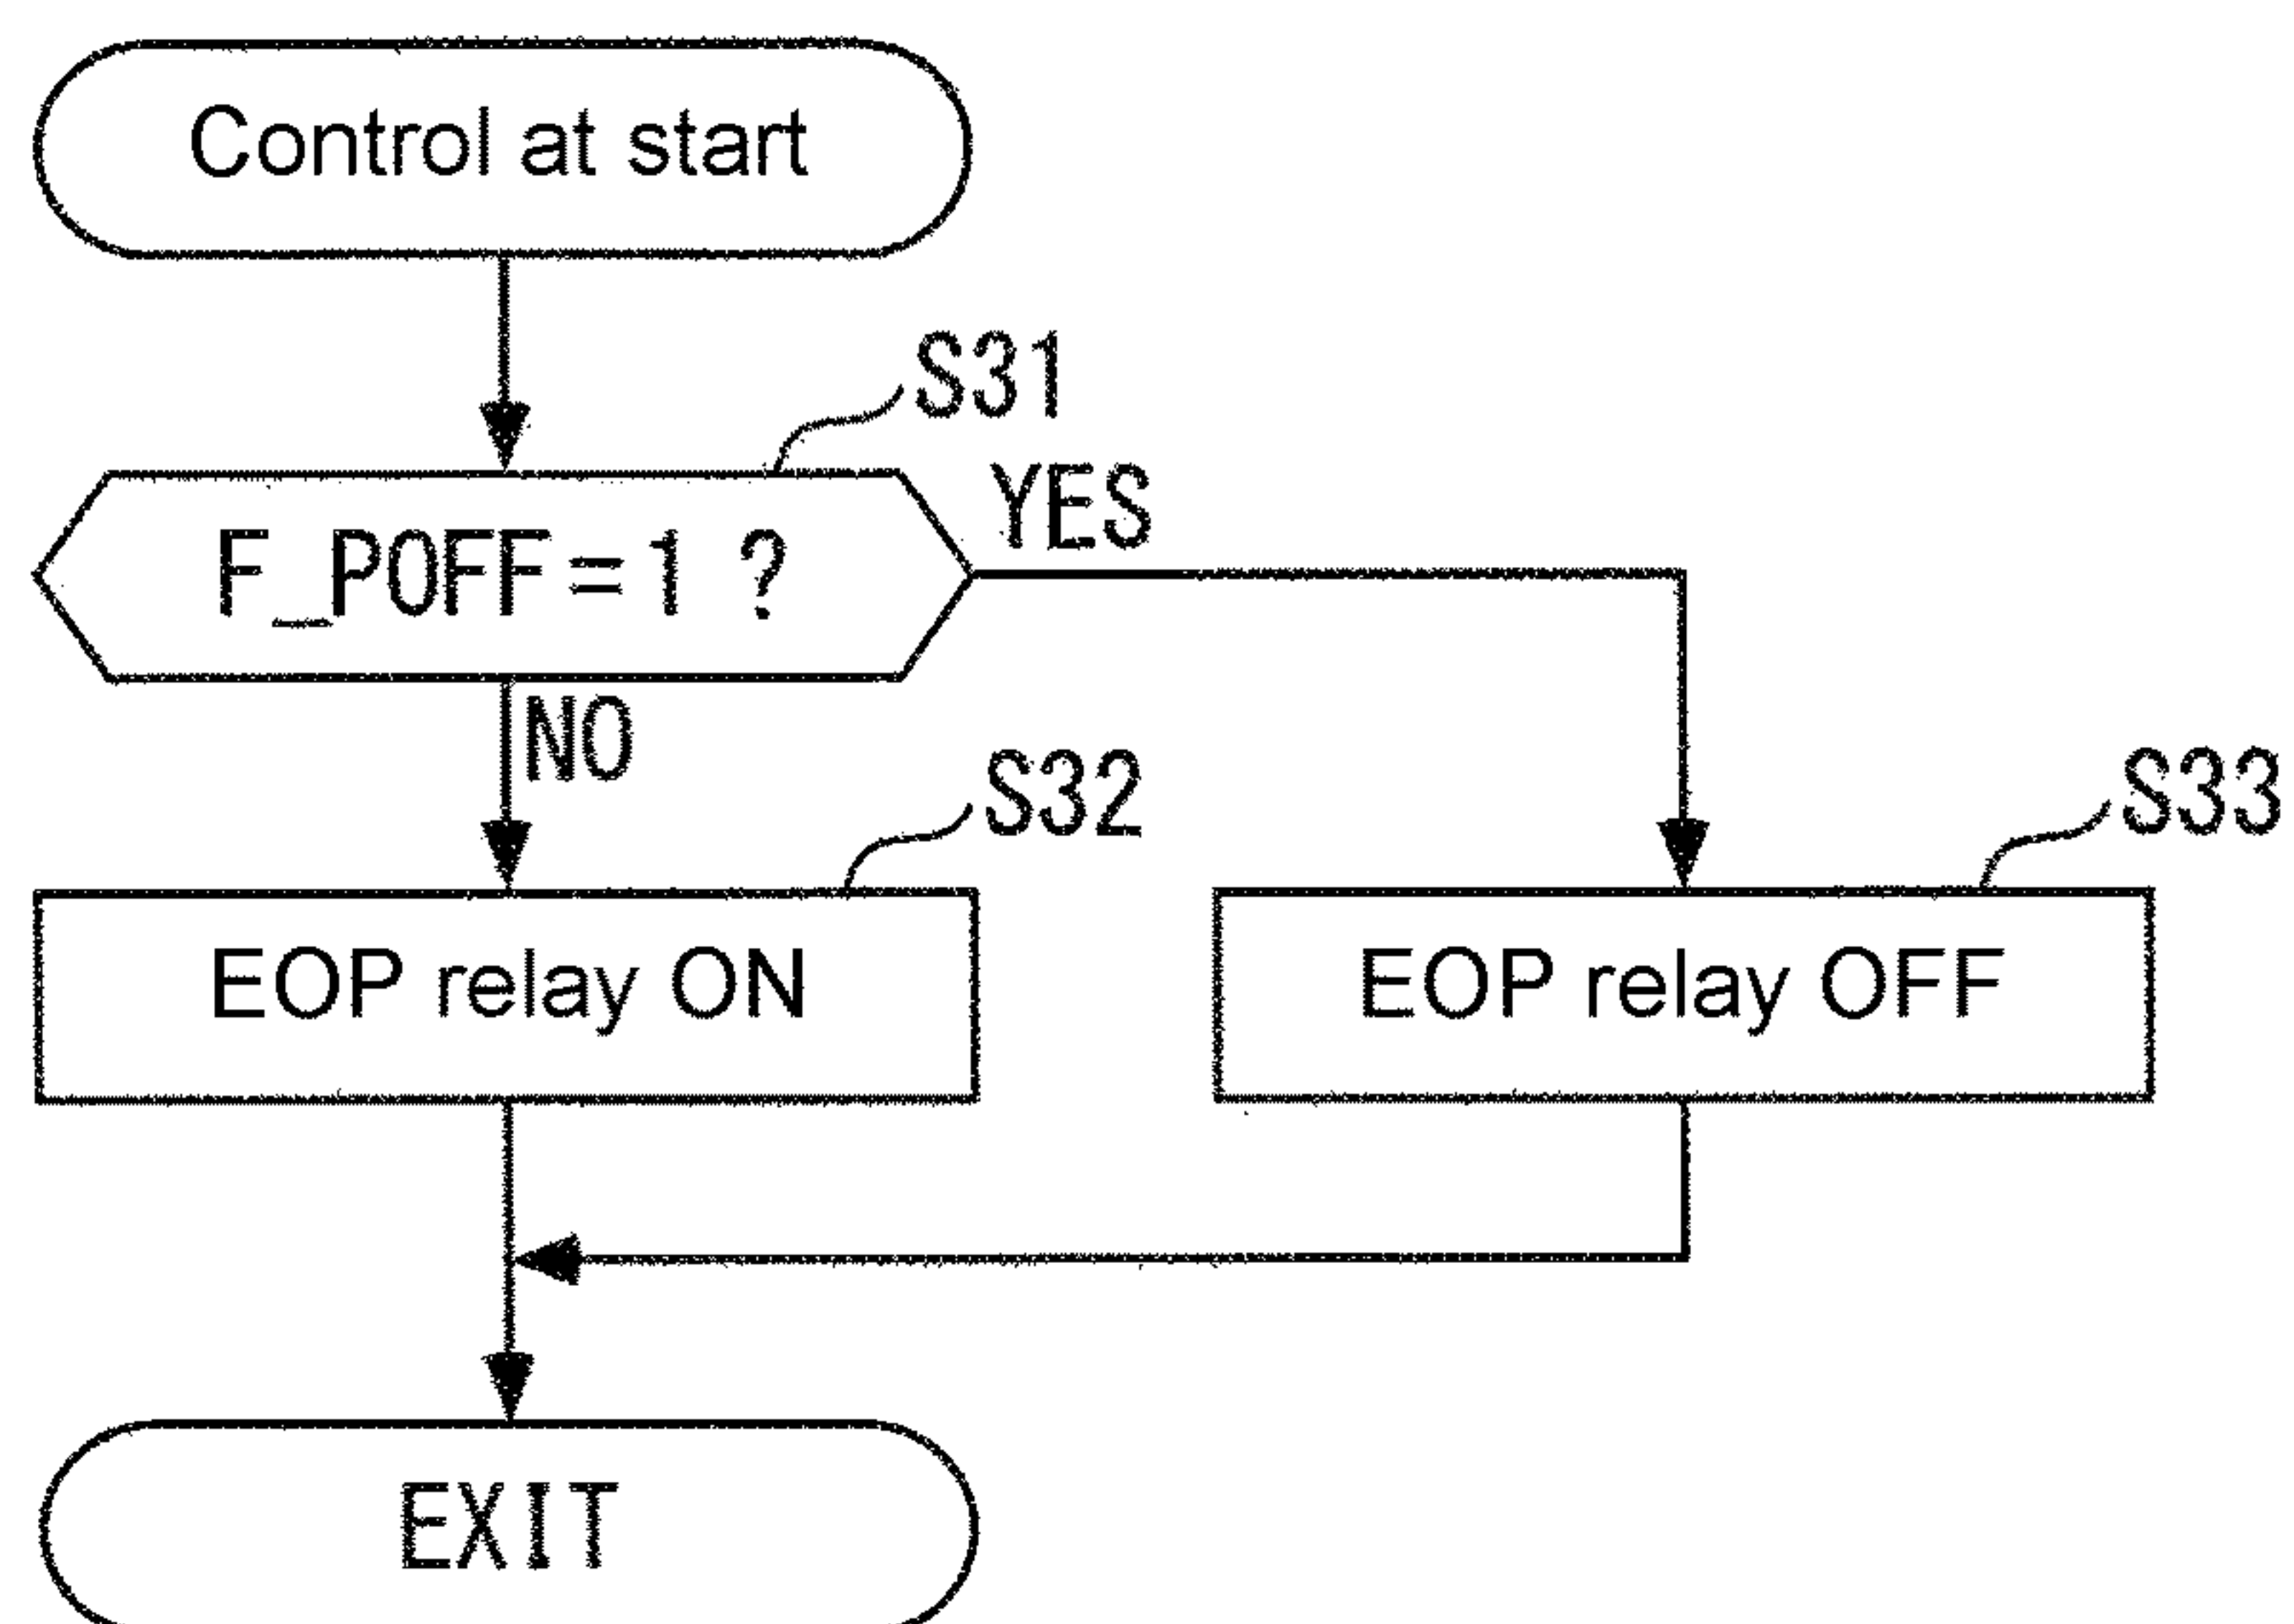 Control at start
S31
F_POFF=1 ?
YES
NO
S32
S33
EOP relay ON
EOP relay OFF
EXIT